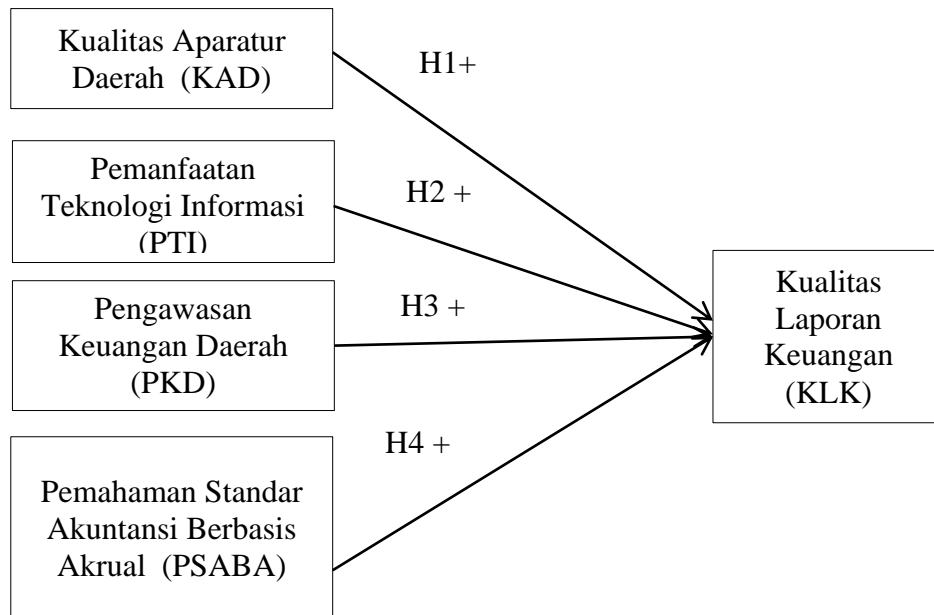 Kualitas Aparatur
Daerah (KAD)
H1+
Pemanfaatan
Teknologi Informasi
(PTI)
H2 +
Pengawasan
Keuangan Daerah
(PKD)
H3 +
Pemahaman Standar
Akuntansi Berbasis
Akrual (PSABA)
H4 +
Kualitas
Laporan
Keuangan
(KLK)